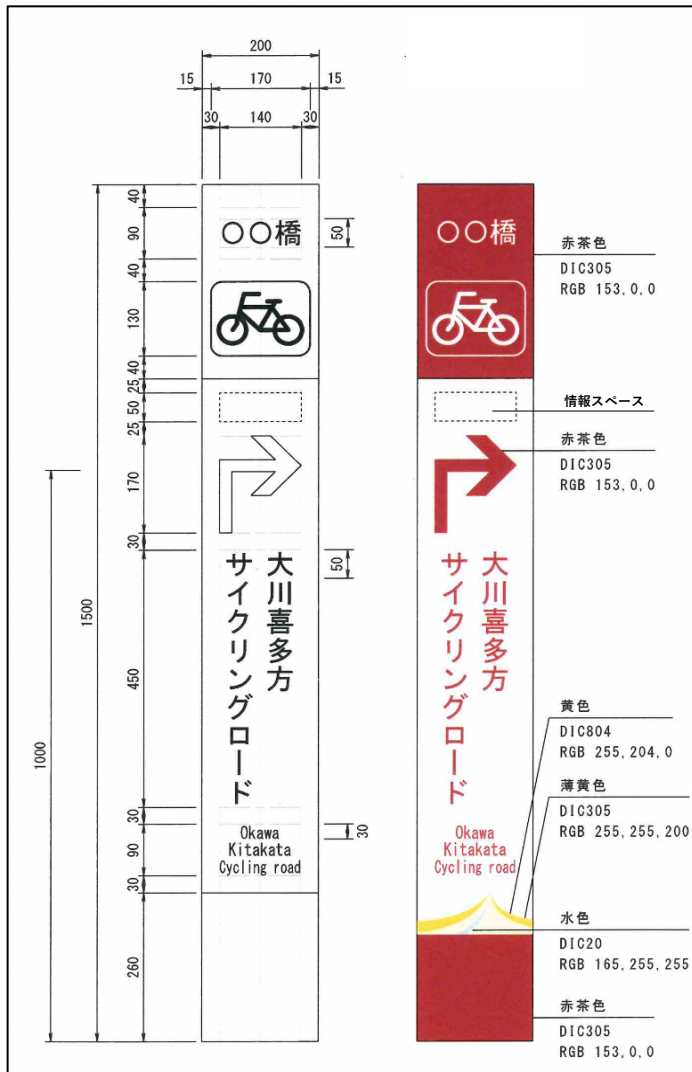 200
15
170
15
30
140
30
40
90
40
130
40
25
50
25
170
30
450
30
90
30
260
1500
1000
〇〇橋
50
大川喜多方
サイクリングロード
50
Okawa
Kitakata
Cycling road
30
〇〇橋
赤茶色
DIC305
RGB 153,0,0
情報スペース
赤茶色
DIC305
RGB 153,0,0
大川喜多方
サイクリングロード
黄色
DIC804
RGB 255,204,0
薄黄色
DIC305
RGB 255,255,200
Okawa
Kitakata
Cycling road
水色
DIC20
RGB 165,255,255
赤茶色
DIC305
RGB 153,0,0